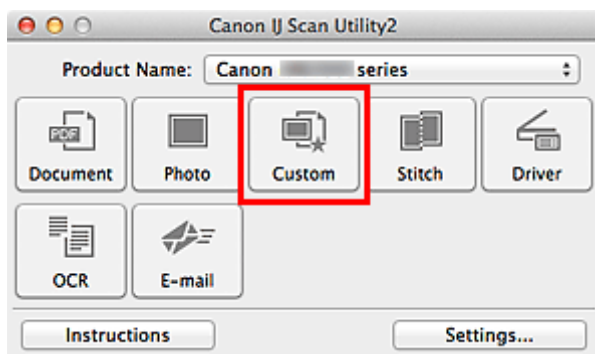 Canon IJ Scan Utility2
Product Name: Canon series
PDF
Document Photo Custom Stitch Driver
OCR E-mail
Instructions Settings...